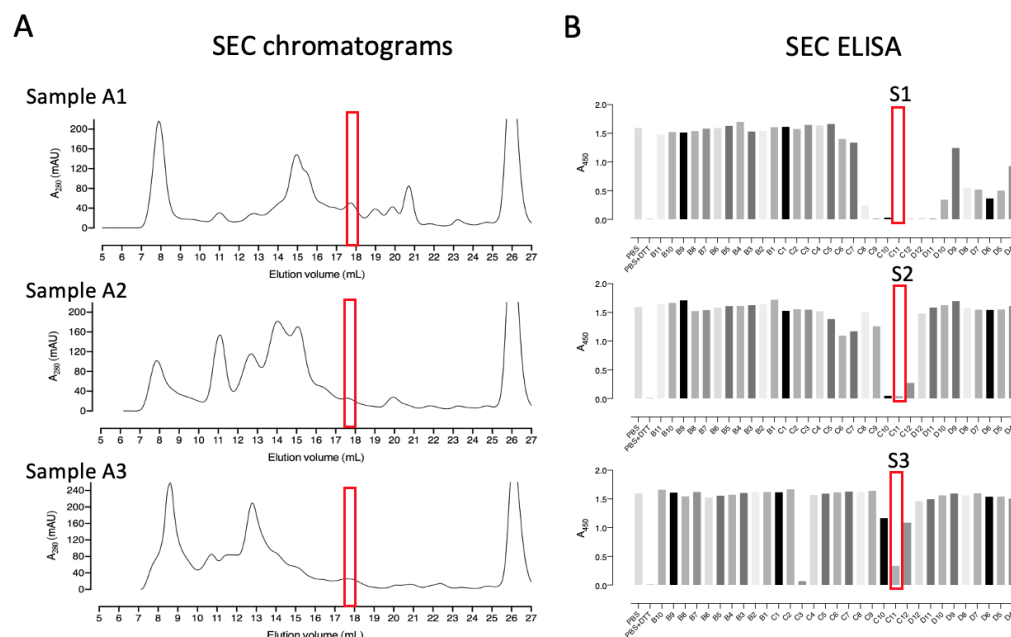 A
SEC chromatograms
B
SEC ELISA
Sample A1
200
160
120
80
40
0
A280 (mAU)
5 6 7 8 9 10 11 12 13 14 15 16 17 18 19 20 21 22 23 24 25 26 27
Elution volume (mL)
Sample A2
200
160
120
80
40
0
A280 (mAU)
5 6 7 8 9 10 11 12 13 14 15 16 17 18 19 20 21 22 23 24 25 26 27
Elution volume (mL)
Sample A3
240
200
160
120
80
40
0
A280 (mAU)
5 6 7 8 9 10 11 12 13 14 15 16 17 18 19 20 21 22 23 24 25 26 27
Elution volume (mL)
S1
2.0
1.5
1.0
0.5
0.0
A450
PBS PBS+DTT B11 B10 B9 B8 B7 B6 B5 B4 B3 B2 B1 C1 C2 C3 C4 C5 C6 C7 C8 C9 C10 C11 C12 D12 D11 D10 D9 D8 D7 D6 D5 D4
S2
2.0
1.5
1.0
0.5
0.0
A450
PBS PBS+DTT B11 B10 B9 B8 B7 B6 B5 B4 B3 B2 B1 C1 C2 C3 C4 C5 C6 C7 C8 C9 C10 C11 C12 D12 D11 D10 D9 D8 D7 D6 D5 D4
S3
2.0
1.5
1.0
0.5
0.0
A450
PBS PBS+DTT B10 B9 B8 B7 B6 B5 B4 B3 B2 B1 C1 C2 C3 C4 C5 C6 C7 C8 C9 C10 C11 C12 D12 D11 D10 D9 D8 D7 D6 D5 D4